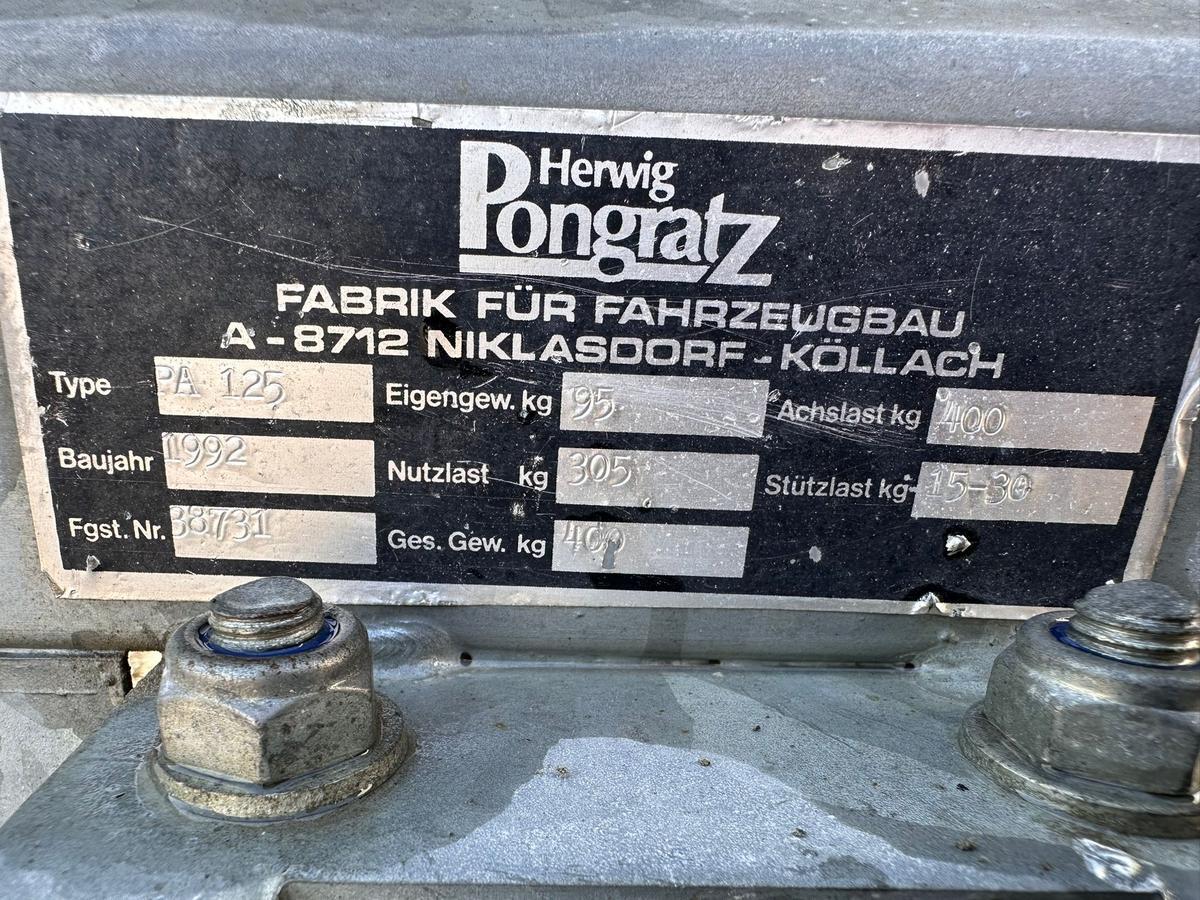 Herwig
Pongratz
FABRIK FÜR FAHRZEUGBAU
A-8712 NIKLASDORF-KÖLLACH
Type PA 125 Eigengew. kg 95 Achslast kg 400
Baujahr 1992 Nutzlast kg 305 Stützlast kg 15-30
Fgst. Nr. 38731 Ges. Gew. kg 400